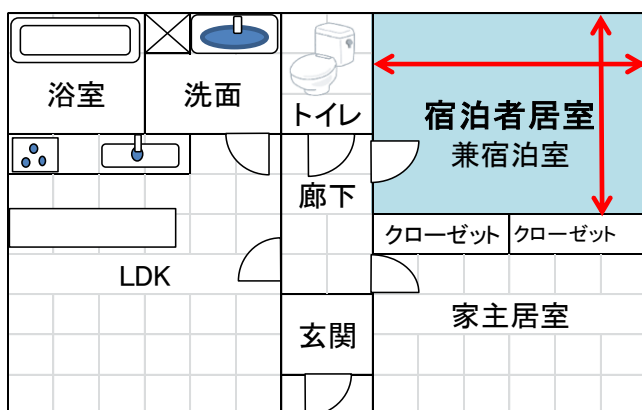 浴室
洗面
トイレ
宿泊者居室
兼宿泊室
廊下
クローゼット
クローゼット
LDK
家主居室
玄関